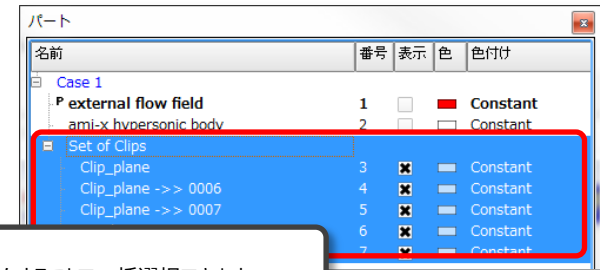 パート
名前 番号 表示 色 色付け
Case 1
P external flow field 1 Constant
ami-x hypersonic body 2 Constant
Set of Clips
Clip_plane 3 Constant
Clip_plane ->> 0006 4 Constant
Clip_plane ->> 0007 5 Constant
6 Constant
7 Constant